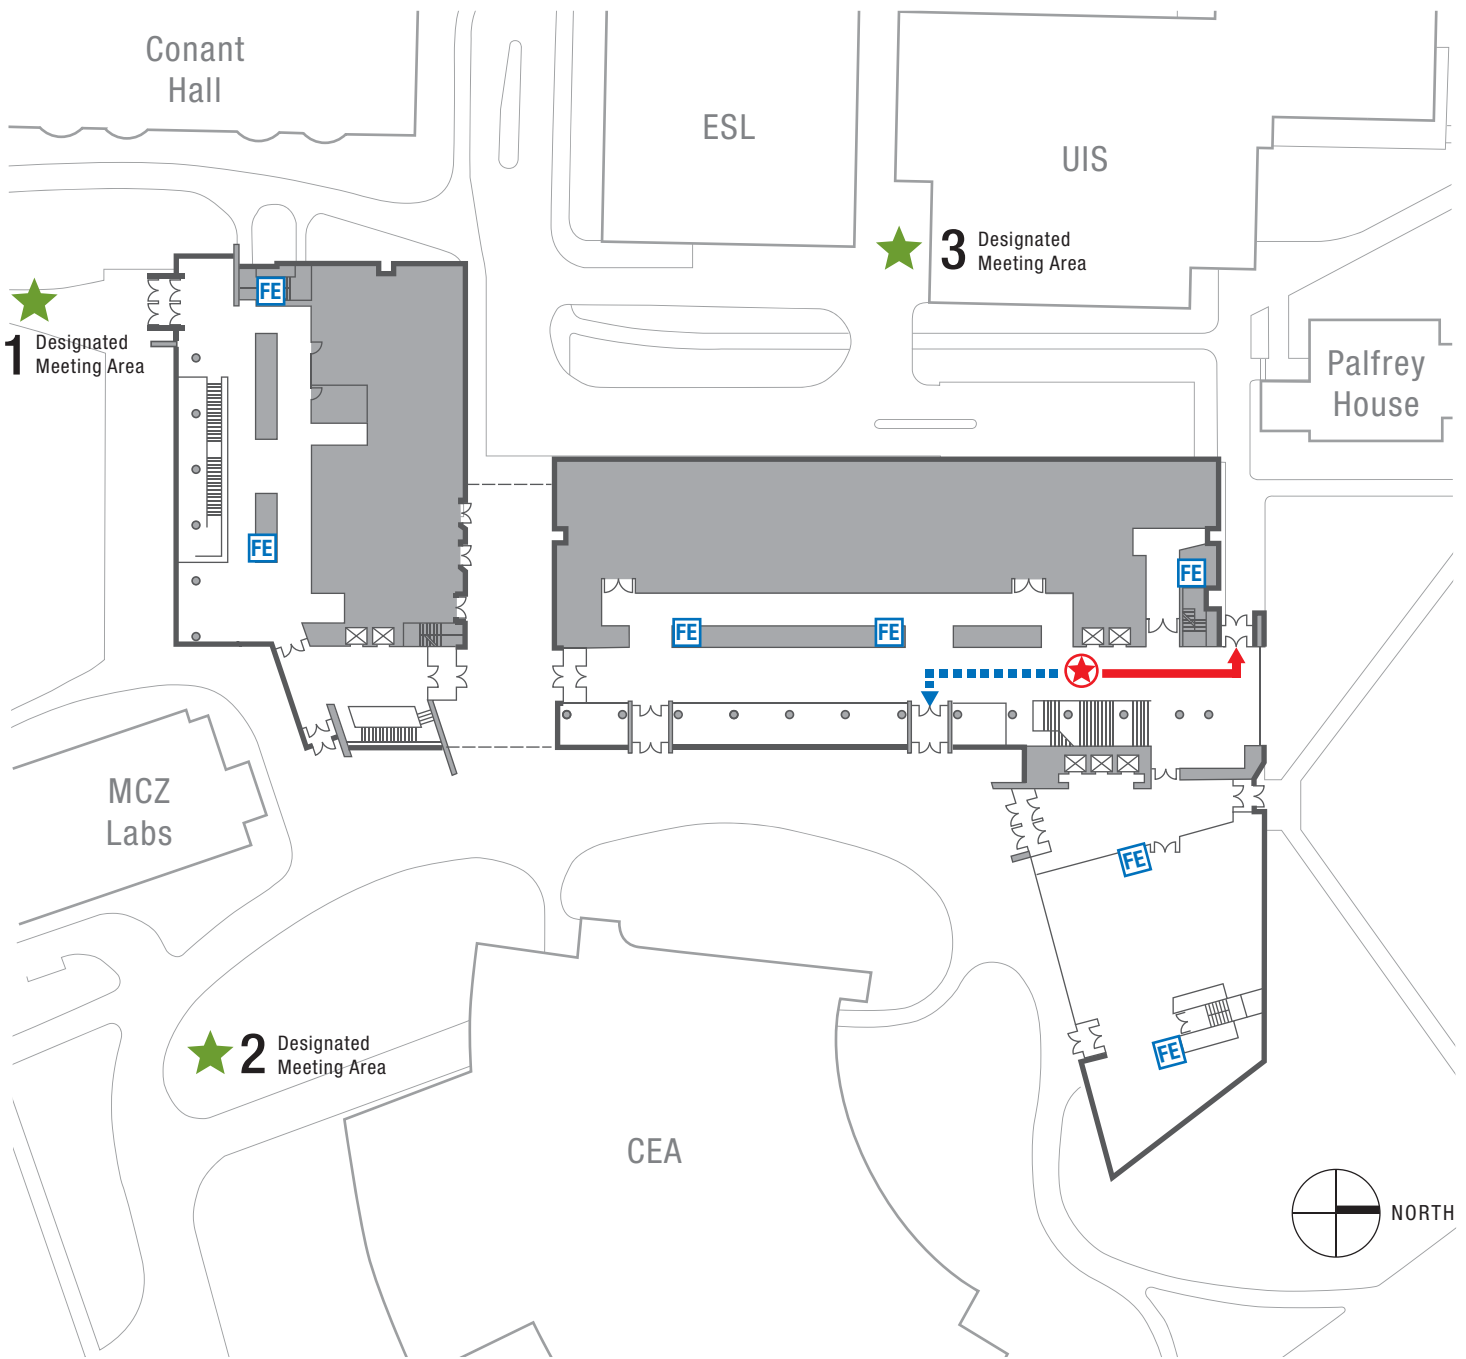 Conant
Hall
ESL
UIS
3 Designated
Meeting Area
FE
1 Designated
Meeting Area
Palfrey
House
FE
FE
FE
FE
MCZ
Labs
FE
2 Designated
Meeting Area
FE
CEA
NORTH